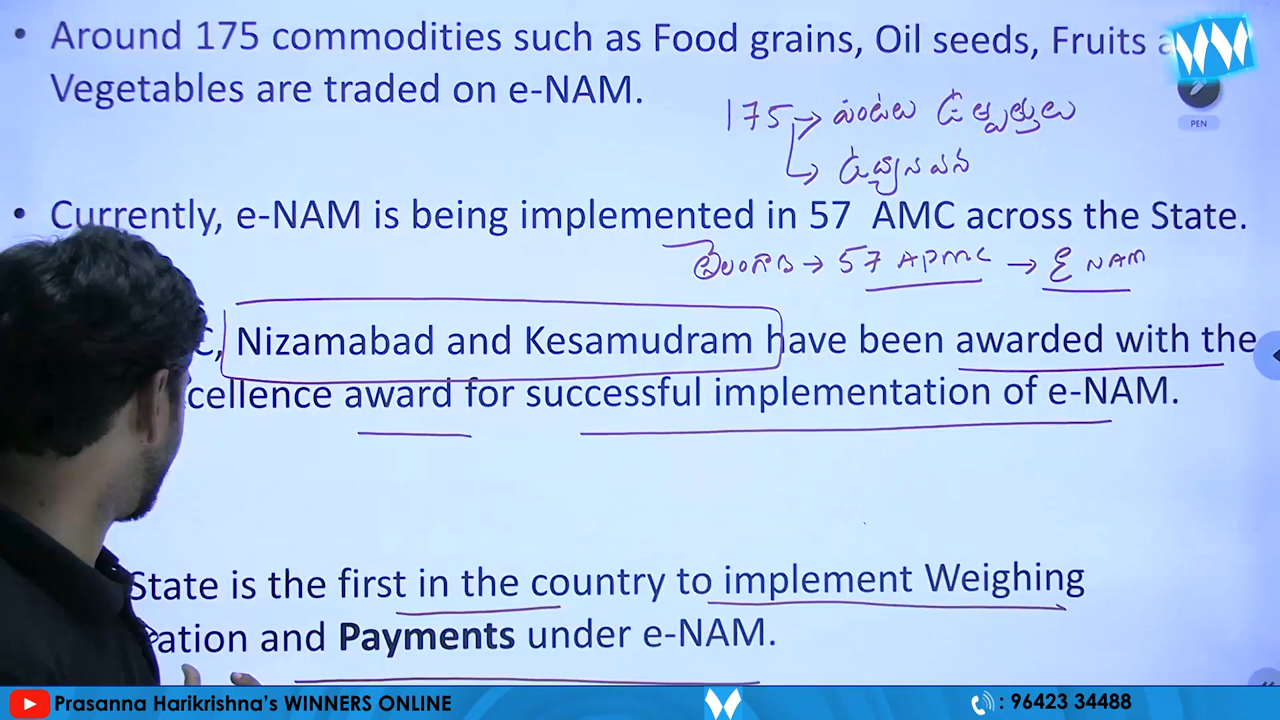 • Around 175 commodities such as Food grains, Oil seeds, Fruits a
Vegetables are traded on e-NAM.
175 → పంటలు ఉత్పత్తులు
→ ఉద్యానవన
PEN
• Currently, e-NAM is being implemented in 57 AMC across the State.
తెలంగాణ → 57 APMC → E NAM
C, Nizamabad and Kesamudram have been awarded with the
cellence award for successful implementation of e-NAM.
State is the first in the country to implement Weighing
ration and Payments under e-NAM.
Prasanna Harikrishna's WINNERS ONLINE
W
: 96423 34488